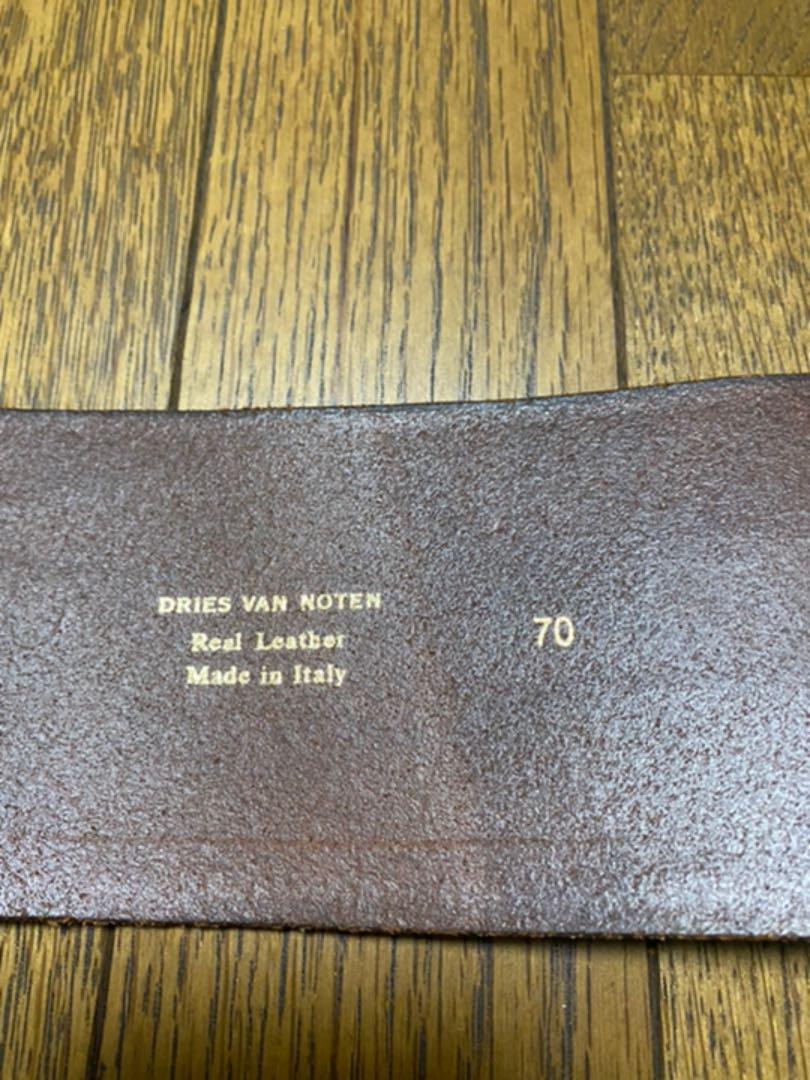 DRIES VAN NOTEN
Real Leather
Made in Italy
70